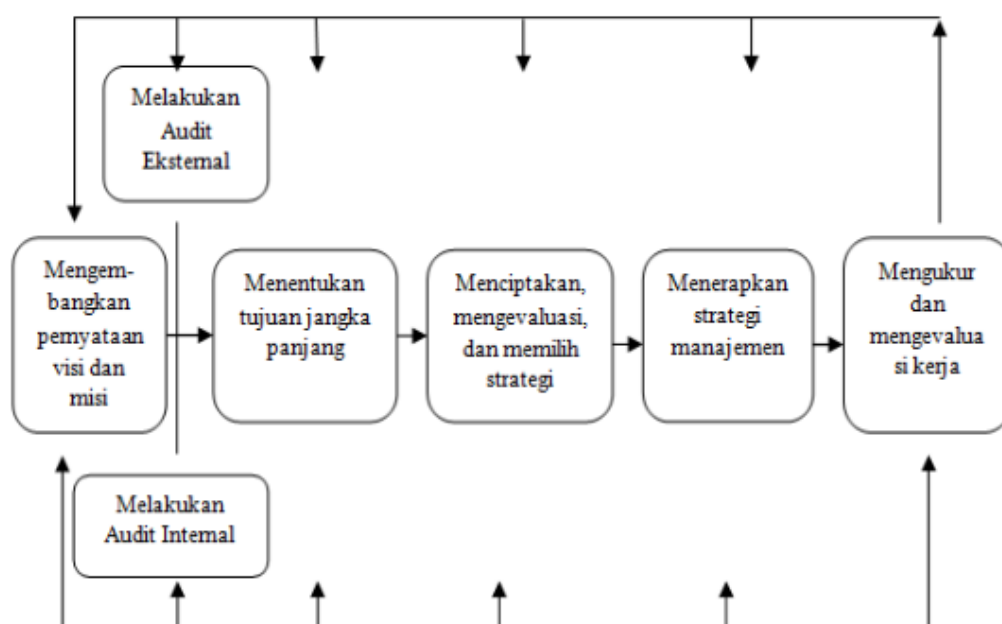 Melakukan
Audit
Eksternal
Mengem-
bangkan
pernyataan
visi dan
misi
Menentukan
tujuan jangka
panjang
Menciptakan,
mengevaluasi,
dan memilih
strategi
Menerapkan
strategi
manajemen
Mengukur
dan
mengevalua
si kerja
Melakukan
Audit Internal